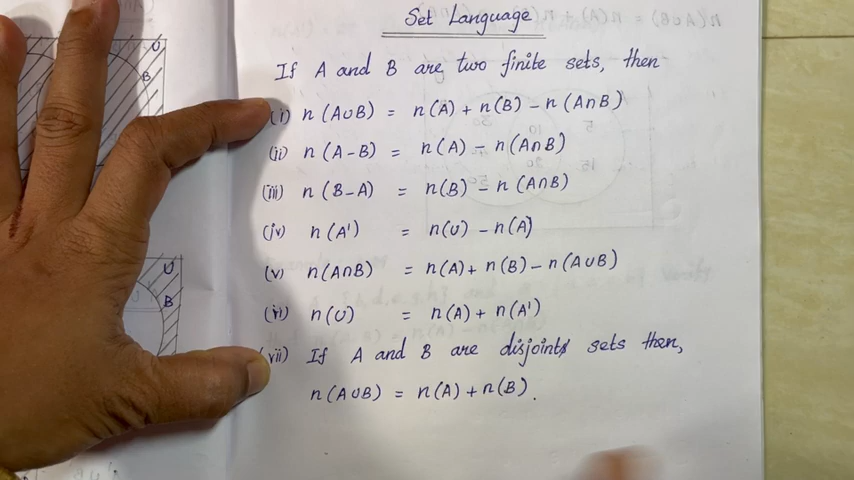 Set Language
If A and B are two finite sets, then
(i) n(A∪B) = n(A) + n(B) - n(A∩B)
(ii) n(A-B) = n(A) - n(A∩B)
(iii) n(B-A) = n(B) - n(A∩B)
(iv) n(A') = n(U) - n(A)
(v) n(A∩B) = n(A) + n(B) - n(A∪B)
(vi) n(U) = n(A) + n(A')
(vii) If A and B are disjoint sets then,
n(A∪B) = n(A) + n(B).
U
B
U
B